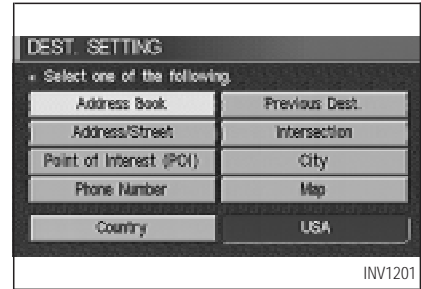 DEST. SETTING
Select one of the following.
Address Book Previous Dest.
Address/Street Intersection
Point of Interest (POI) City
Phone Number Map
Country USA
INV1201